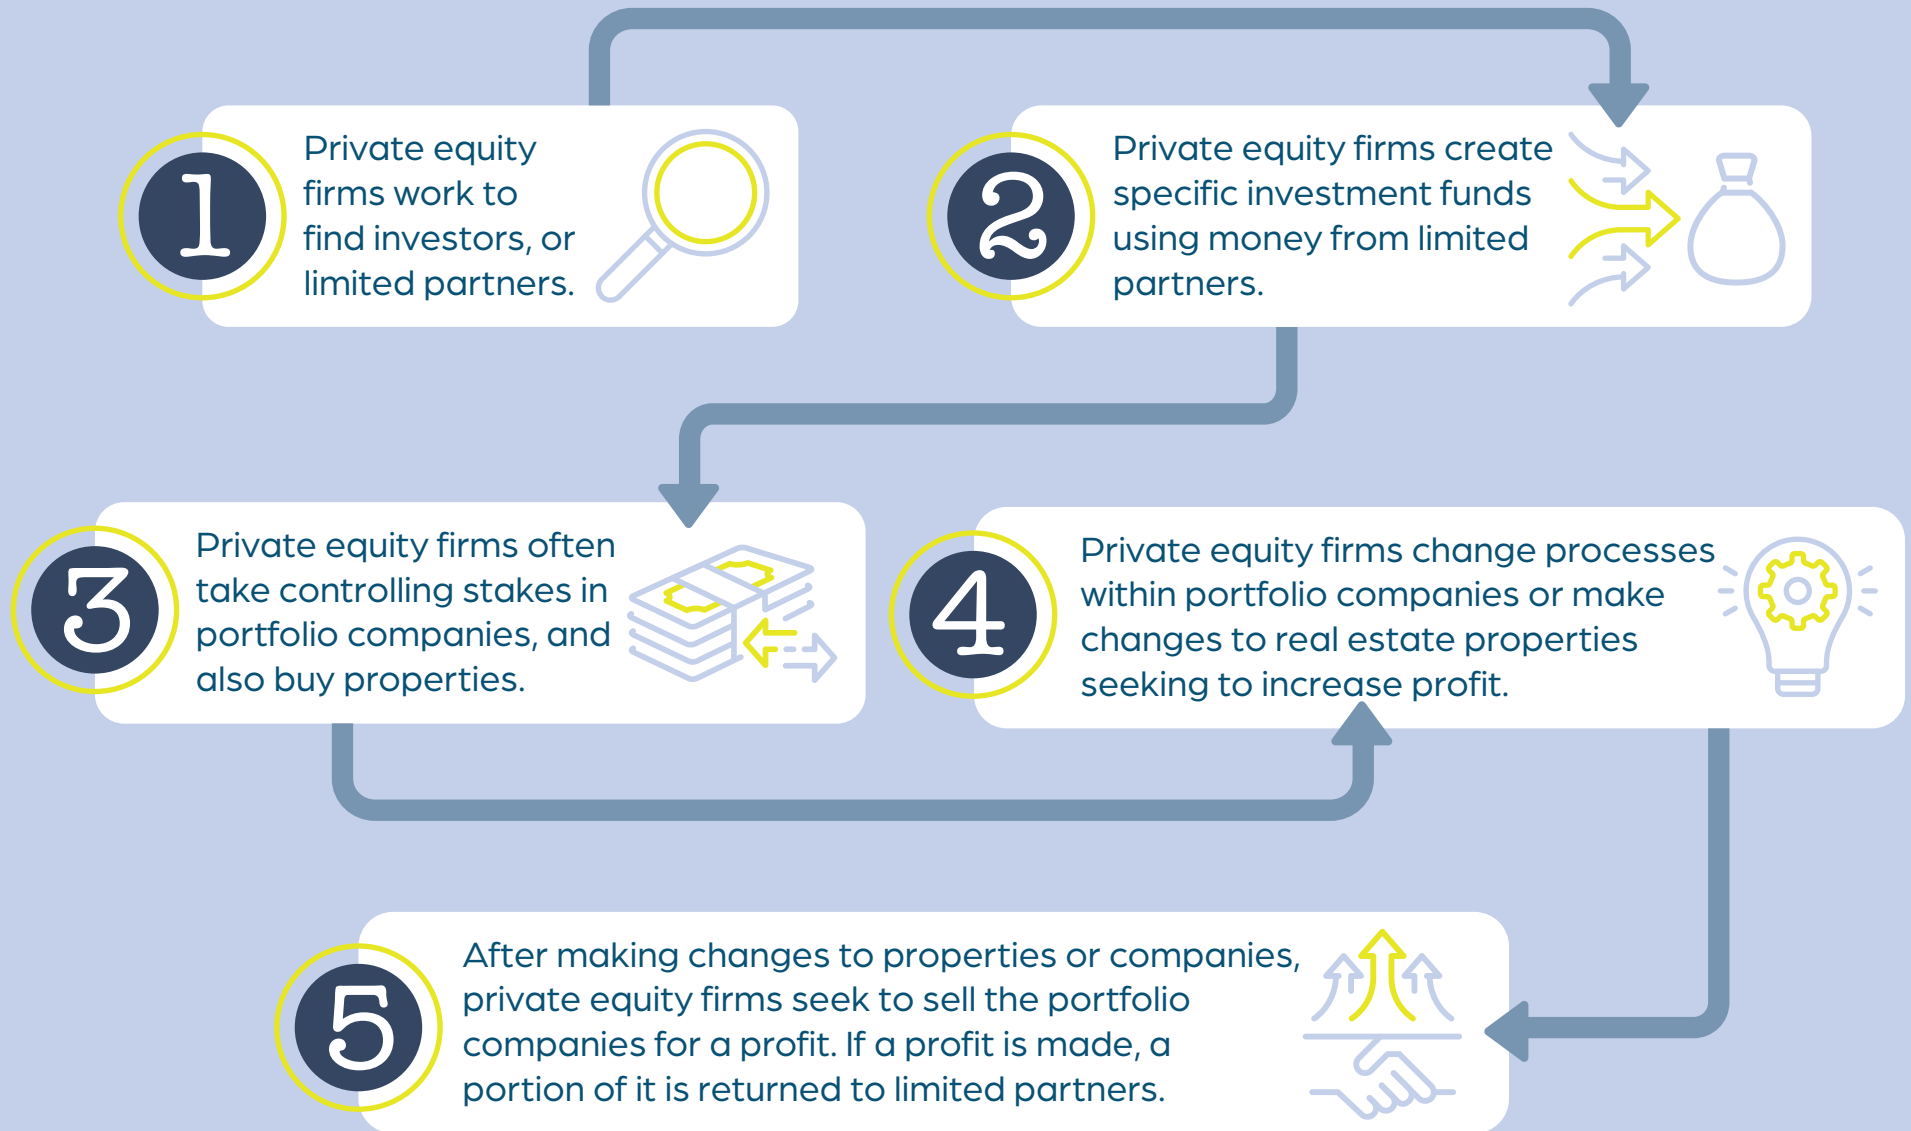 1
Private equity
firms work to
find investors, or
limited partners.
2
Private equity firms create
specific investment funds
using money from limited
partners.
3
Private equity firms often
take controlling stakes in
portfolio companies, and
also buy properties.
4
Private equity firms change processes
within portfolio companies or make
changes to real estate properties
seeking to increase profit.
5
After making changes to properties or companies,
private equity firms seek to sell the portfolio
companies for a profit. If a profit is made, a
portion of it is returned to limited partners.